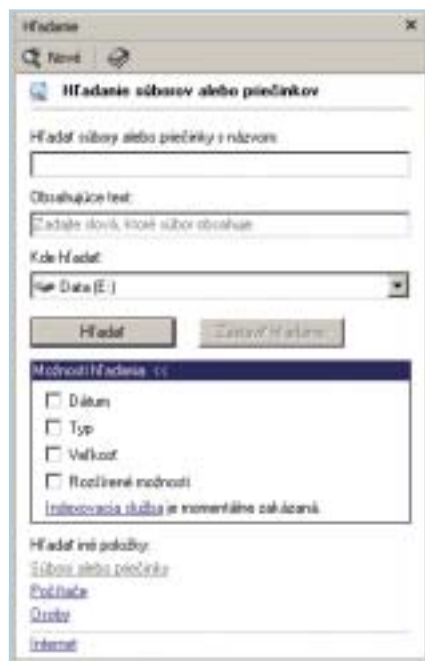 Hľadanie
Nové
Hľadanie súborov alebo priečinkov
Hľadať súbory alebo priečinky s názvom:
Obsahujúce text:
Zadajte slová, ktoré súbor obsahuje.
Kde hľadať:
Data (E:)
Hľadať
Zastaviť hľadanie
Možnosti hľadania <<
Dátum
Typ
Veľkosť
Rozšírené možnosti
Indexovacia služba je momentálne zakázaná.
Hľadať iné položky:
Súbory alebo priečinky
Počítače
Osoby
Internet